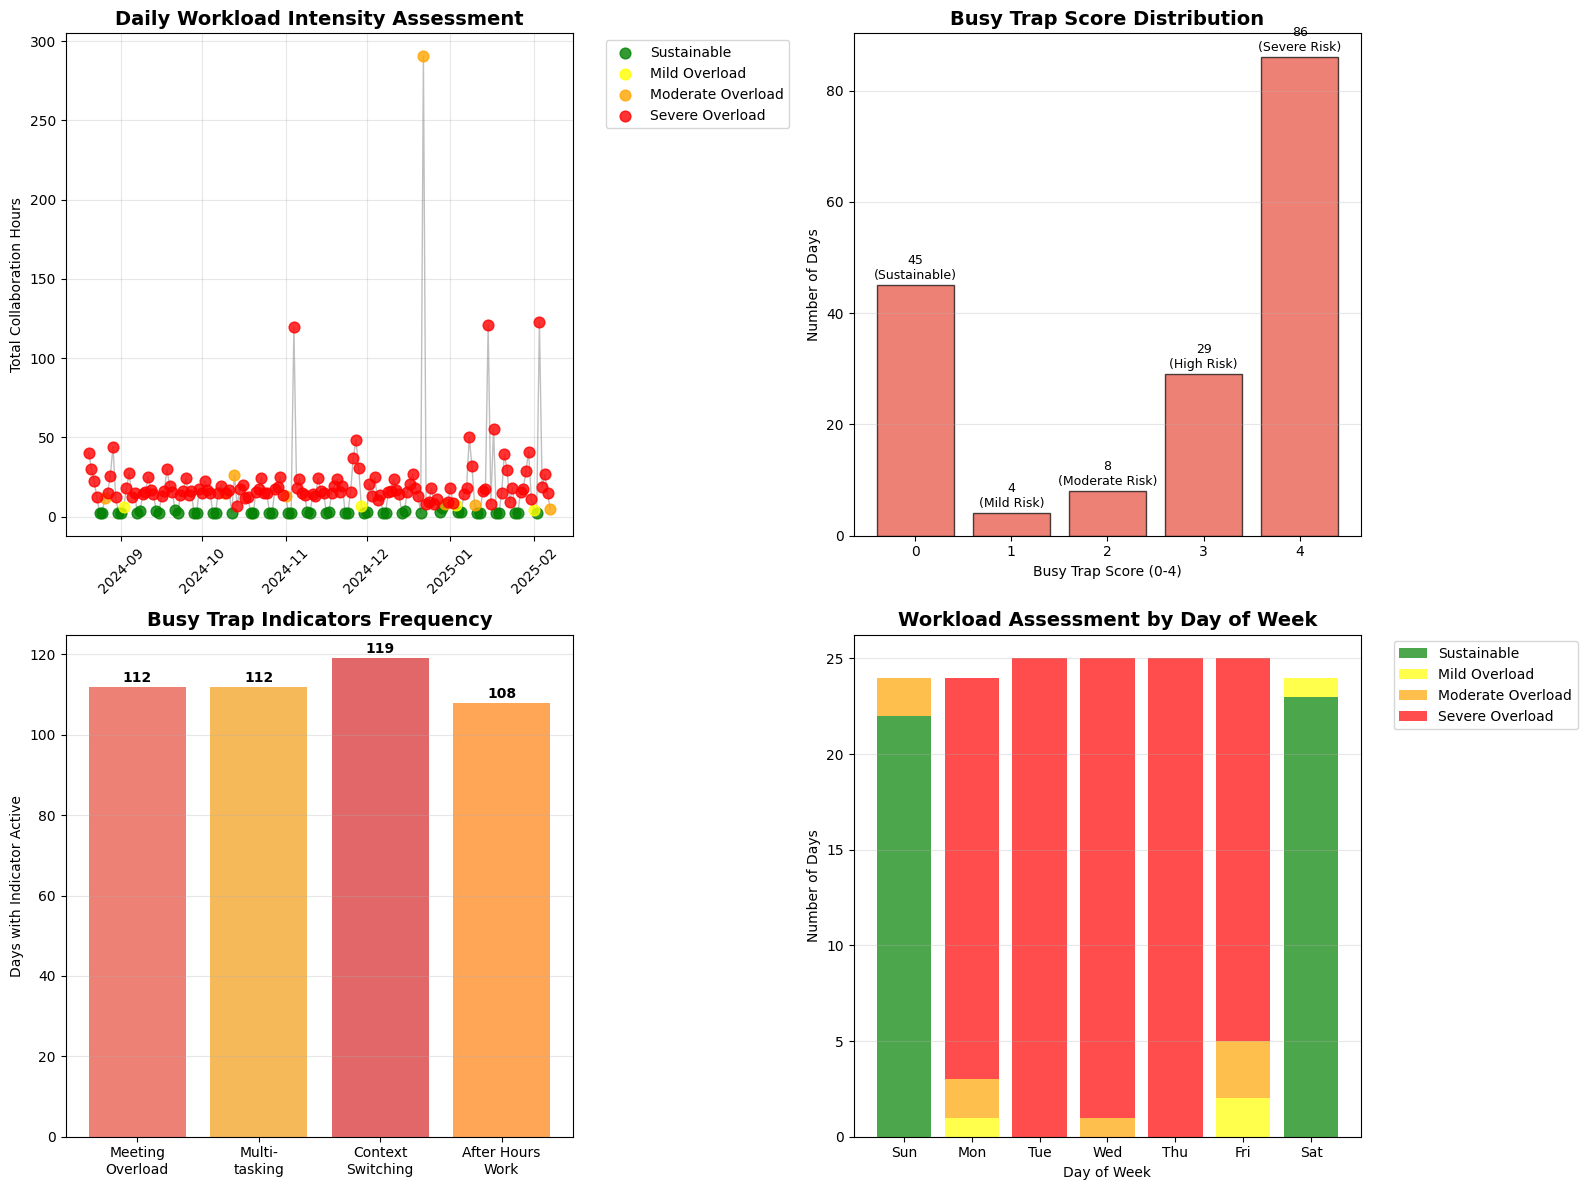 Daily Workload Intensity Assessment
Total Collaboration Hours
300
250
200
150
100
50
0
2024-09
2024-10
2024-11
2024-12
2025-01
2025-02
Sustainable
Mild Overload
Moderate Overload
Severe Overload
Busy Trap Score Distribution
Number of Days
80
60
40
20
0
45
(Sustainable)
4
(Mild Risk)
8
(Moderate Risk)
29
(High Risk)
86
(Severe Risk)
0
1
2
3
4
Busy Trap Score (0-4)
Busy Trap Indicators Frequency
Days with Indicator Active
120
100
80
60
40
20
0
112
112
119
108
Meeting
Overload
Multi-
tasking
Context
Switching
After Hours
Work
Workload Assessment by Day of Week
Number of Days
25
20
15
10
5
0
Sun
Mon
Tue
Wed
Thu
Fri
Sat
Day of Week
Sustainable
Mild Overload
Moderate Overload
Severe Overload